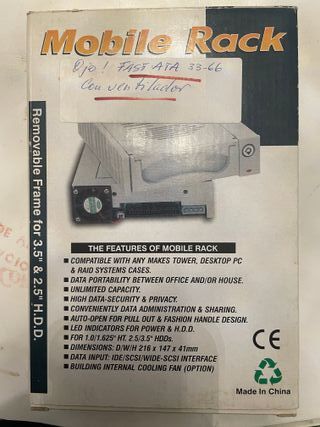 Mobile Rack
Ojo! FAST ATA 33-66
Con ventilador
Removable Frame for 3.5" & 2.5" H.D.D.
THE FEATURES OF MOBILE RACK
■ COMPATIBLE WITH ANY MAKES TOWER, DESKTOP PC
& RAID SYSTEMS CASES.
■ DATA PORTABILITY BETWEEN OFFICE AND/OR HOUSE.
■ UNLIMITED CAPACITY.
■ HIGH DATA-SECURITY & PRIVACY.
■ CONVENIENTLY DATA ADMINISTRATION & SHARING.
■ AUTO-OPEN FOR PULL OUT & FASHION HANDLE DESIGN.
■ LED INDICATORS FOR POWER & H.D.D.
■ FOR 1.0/1.625" HT, 2.5/3.5" HDDs.
■ DIMENSIONS: D/W/H 216 x 147 x 41mm
■ DATA INPUT: IDE/SCSI/WIDE-SCSI INTERFACE
■ BUILDING INTERNAL COOLING FAN (OPTION)
CE
Made In China